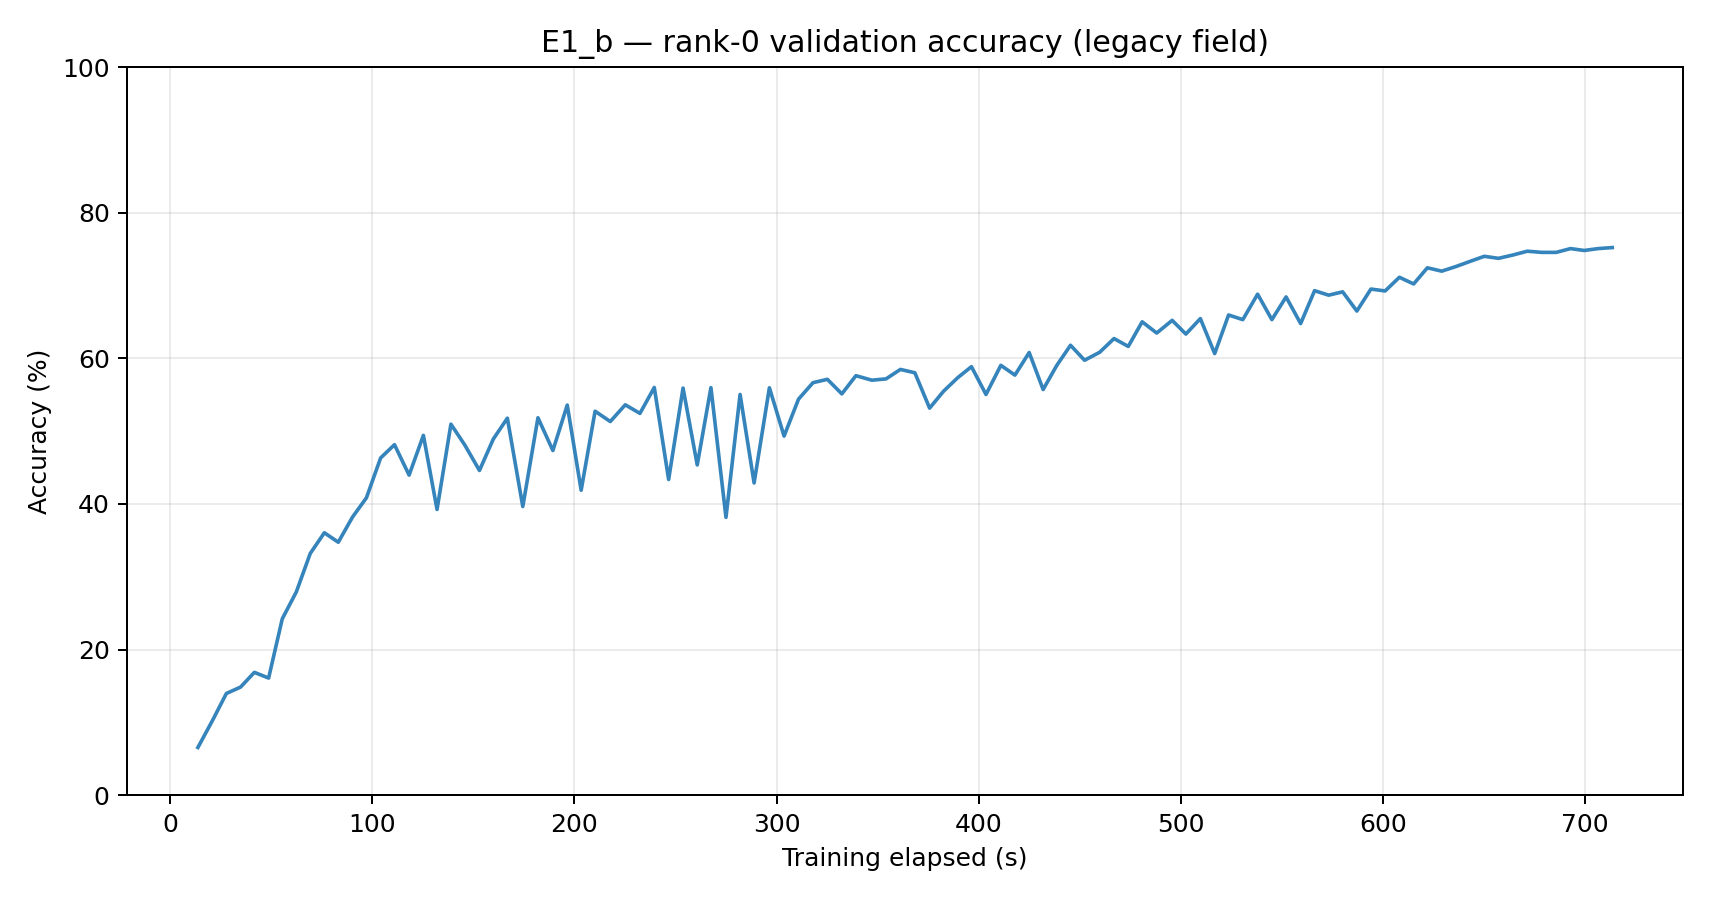 E1_b — rank-0 validation accuracy (legacy field)
100
80
60
40
20
0
Accuracy (%)
0 100 200 300 400 500 600 700
Training elapsed (s)